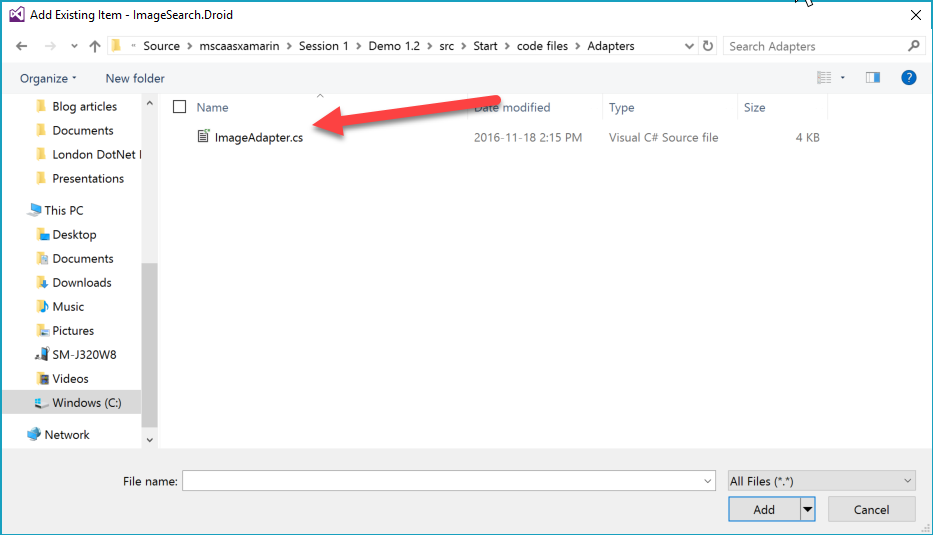 Add Existing Item - ImageSearch.Droid
« Source > mscaasxamarin > Session 1 > Demo 1.2 > src > Start > code files > Adapters
Search Adapters
Organize
New folder
?
Blog articles
Documents
London DotNet
Presentations
This PC
Desktop
Documents
Downloads
Music
Pictures
SM-J320W8
Videos
Windows (C:)
Network
Name Date modified Type Size
ImageAdapter.cs 2016-11-18 2:15 PM Visual C# Source file 4 KB
File name:
All Files (*.*)
Add
Cancel